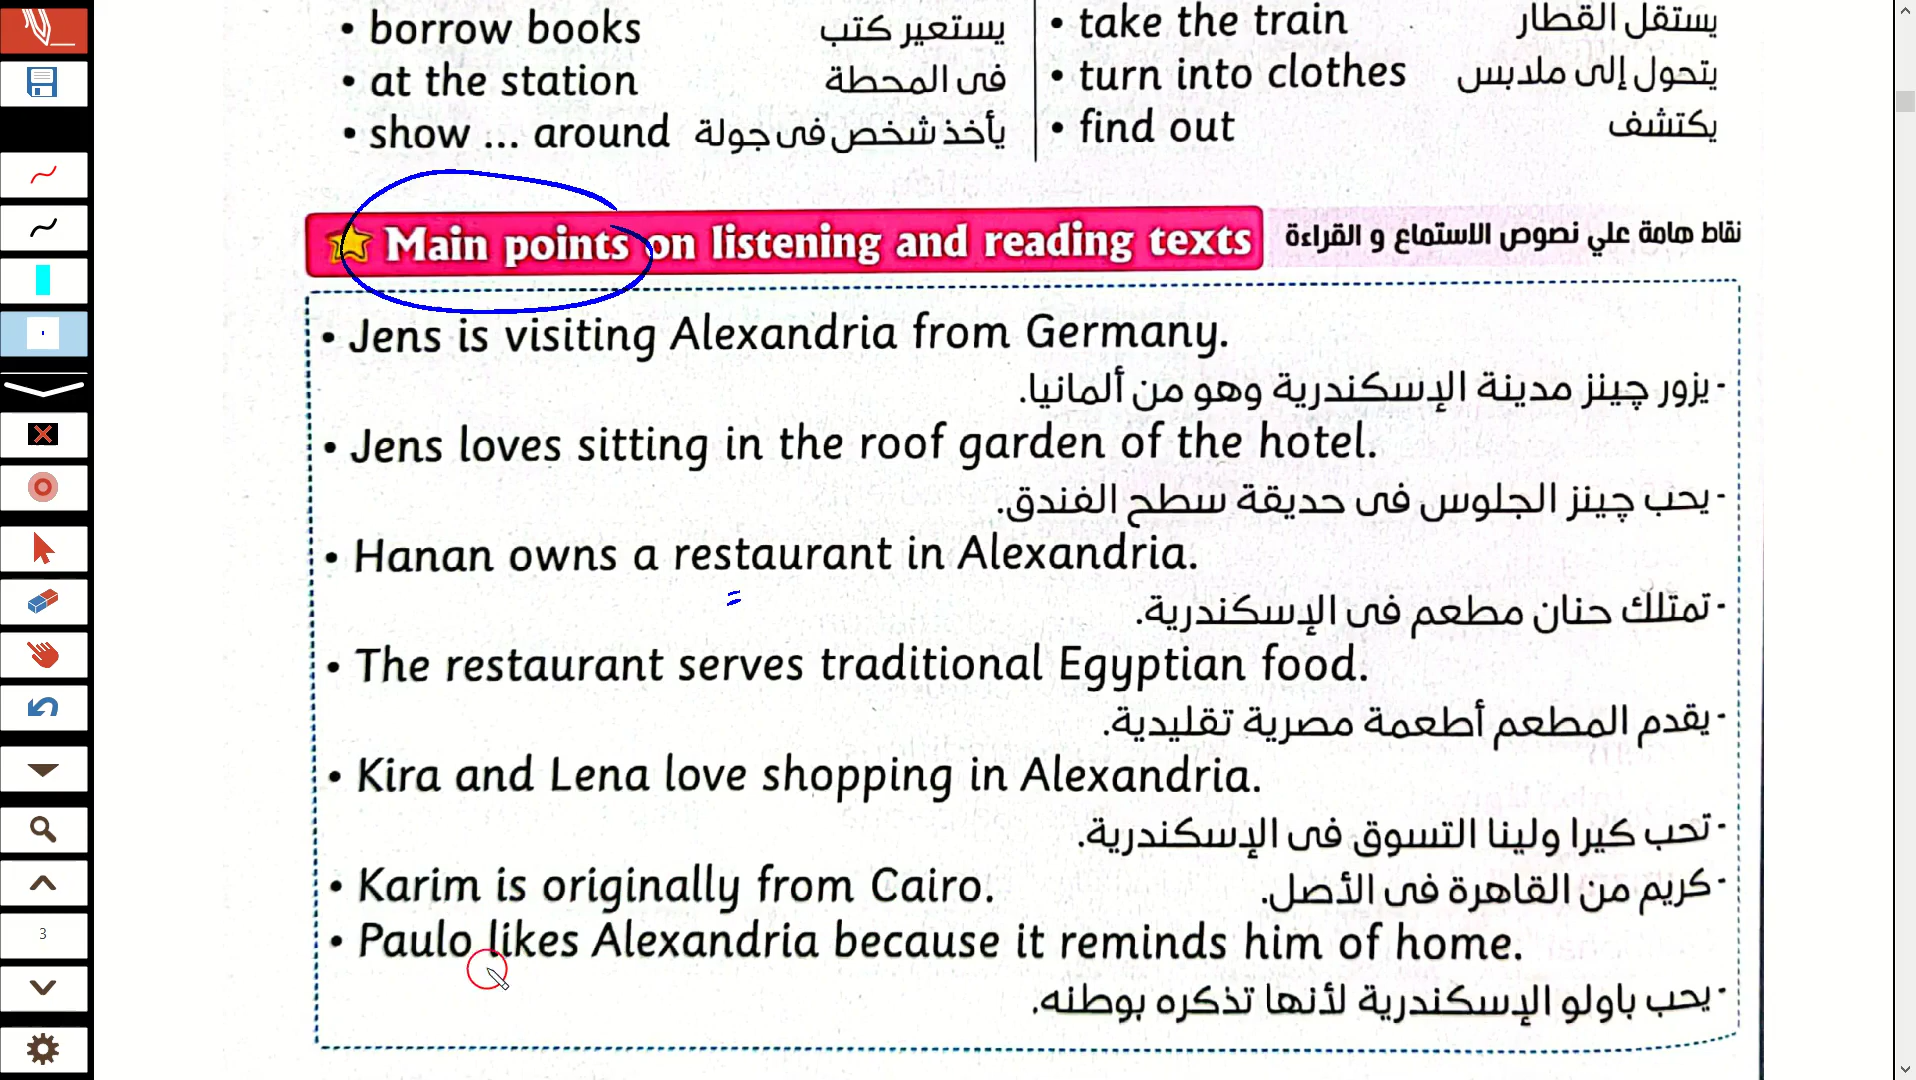 • borrow books يستعير كتب
• take the train يستقل القطار
• at the station فى المحطة
• turn into clothes يتحول إلى ملابس
• show ... around يأخذ شخص فى جولة
• find out يكتشف
Main points on listening and reading texts نقاط هامة علي نصوص الاستماع و القراءة
• Jens is visiting Alexandria from Germany.
- يزور چينز مدينة الإسكندرية وهو من ألمانيا.
• Jens loves sitting in the roof garden of the hotel.
- يحب چينز الجلوس فى حديقة سطح الفندق.
• Hanan owns a restaurant in Alexandria.
- تمتلك حنان مطعم فى الإسكندرية.
• The restaurant serves traditional Egyptian food.
- يقدم المطعم أطعمة مصرية تقليدية.
• Kira and Lena love shopping in Alexandria.
- تحب كيرا ولينا التسوق فى الإسكندرية.
• Karim is originally from Cairo. - كريم من القاهرة فى الأصل.
• Paulo likes Alexandria because it reminds him of home.
- يحب باولو الإسكندرية لأنها تذكره بوطنه.
3